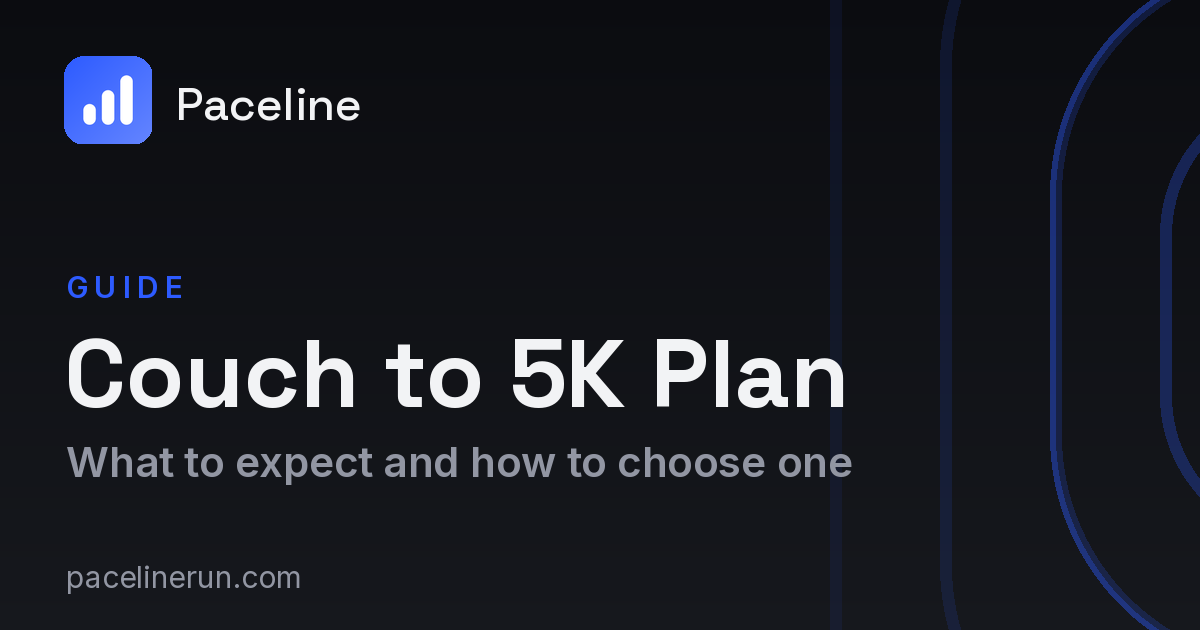 Paceline
GUIDE
Couch to 5K Plan
What to expect and how to choose one
pacelinerun.com